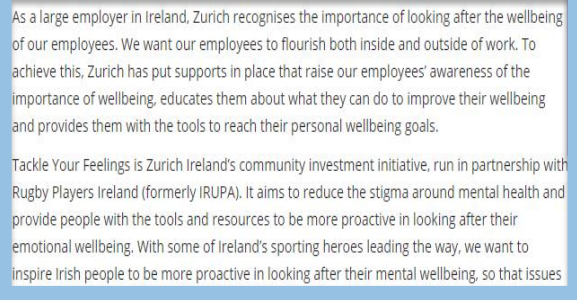 As a large employer in Ireland, Zurich recognises the importance of looking after the wellbeing
of our employees. We want our employees to flourish both inside and outside of work. To
achieve this, Zurich has put supports in place that raise our employees' awareness of the
importance of wellbeing, educates them about what they can do to improve their wellbeing
and provides them with the tools to reach their personal wellbeing goals.
Tackle Your Feelings is Zurich Ireland's community investment initiative, run in partnership with
Rugby Players Ireland (formerly IRUPA). It aims to reduce the stigma around mental health and
provide people with the tools and resources to be more proactive in looking after their
emotional wellbeing. With some of Ireland's sporting heroes leading the way, we want to
inspire Irish people to be more proactive in looking after their mental wellbeing, so that issues